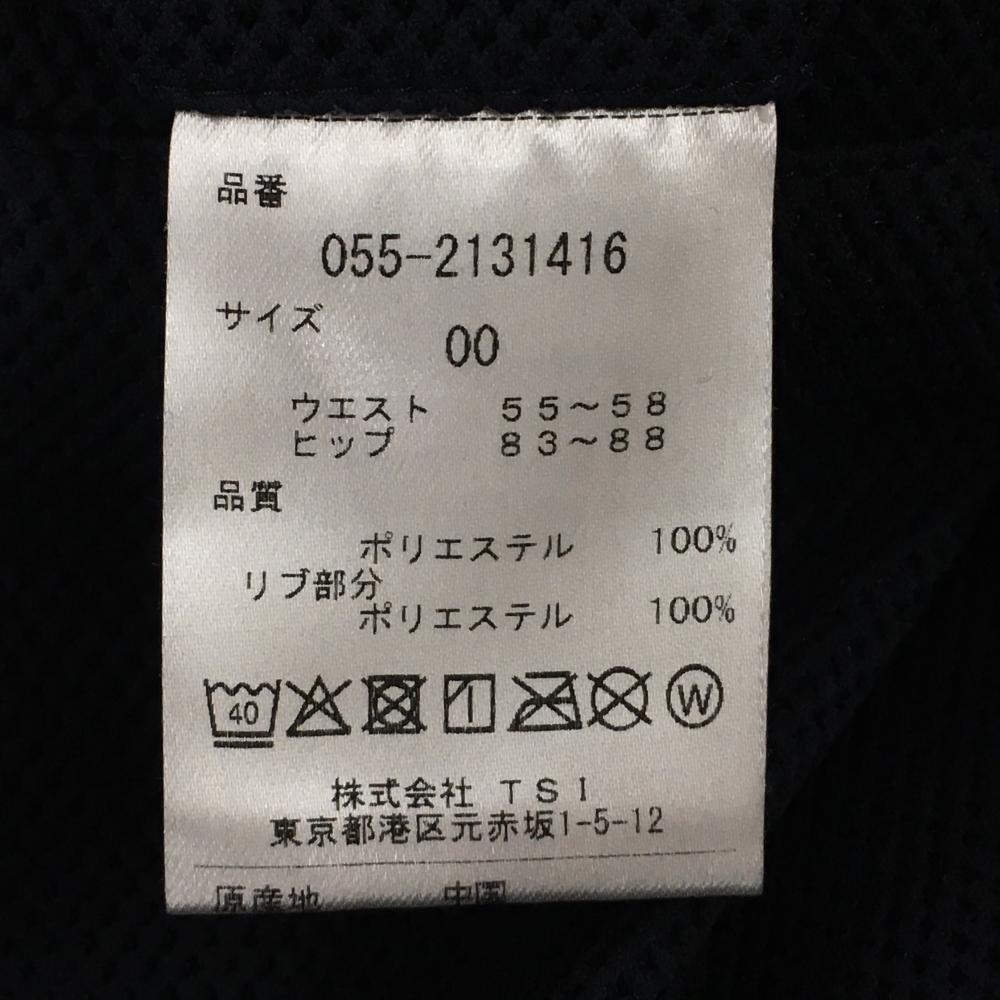 品番
055-2131416
サイズ
00
ウエスト 55~58
ヒップ 83~88
品質
ポリエステル 100%
リブ部分
ポリエステル 100%
40 W
株式会社 TSI
東京都港区元赤坂1-5-12
原産地 中国